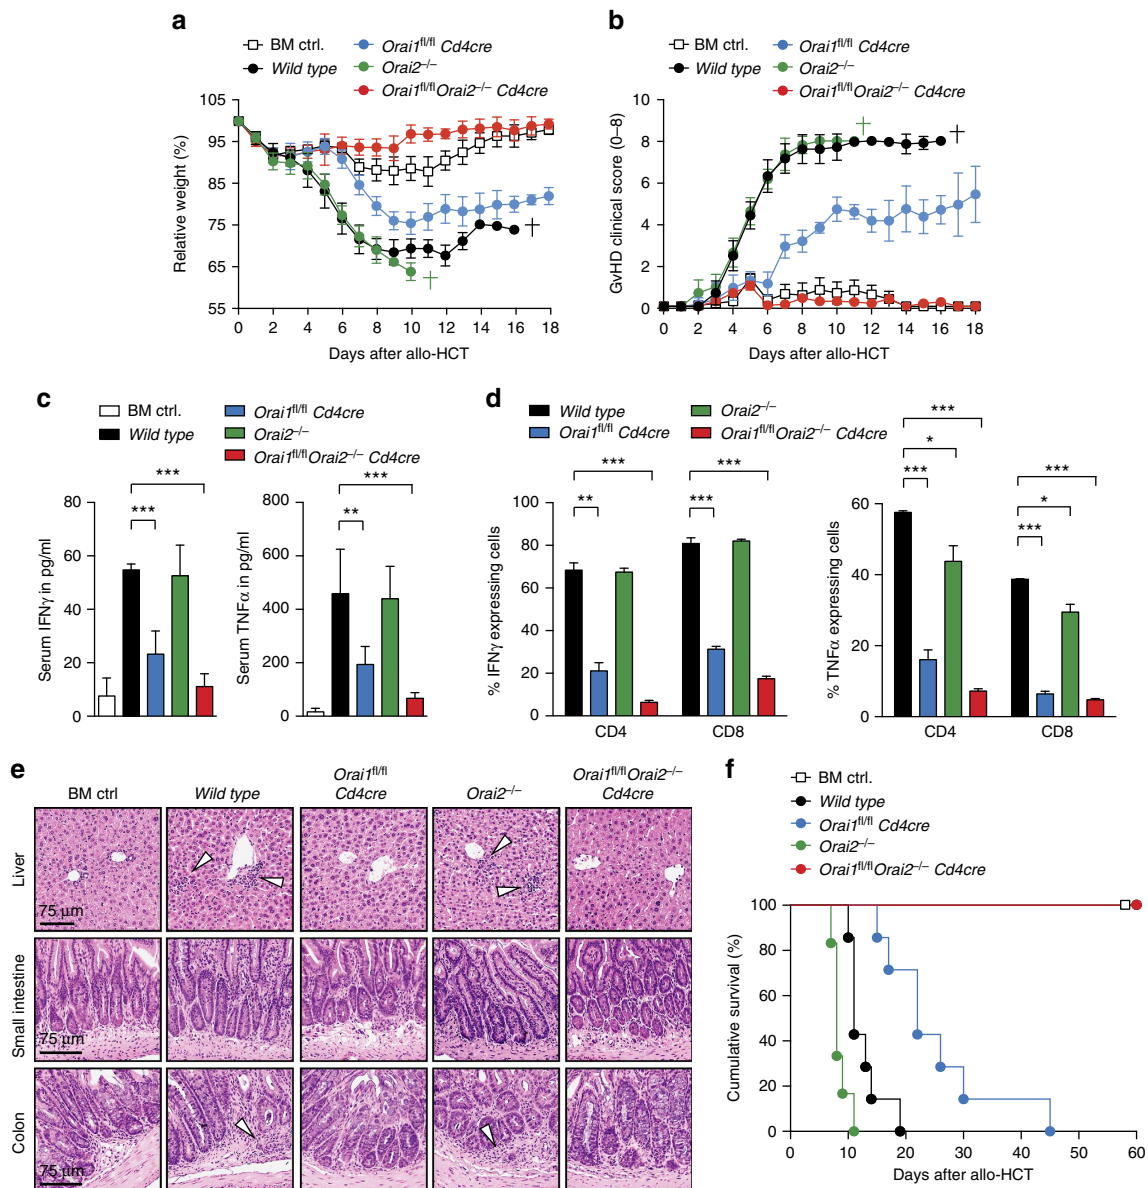 a
BM ctrl.
Wild type
Orai1fl/fl Cd4cre
Orai2–/–
Orai1fl/flOrai2–/– Cd4cre
105
95
85
75
65
55
Relative weight (%)
0 2 4 6 8 10 12 14 16 18
Days after allo-HCT
b
BM ctrl.
Wild type
Orai1fl/fl Cd4cre
Orai2–/–
Orai1fl/flOrai2–/– Cd4cre
10
8
6
4
2
0
GvHD clinical score (0–8)
0 2 4 6 8 10 12 14 16 18
Days after allo-HCT
c
BM ctrl.
Wild type
Orai1fl/fl Cd4cre
Orai2–/–
Orai1fl/flOrai2–/– Cd4cre
80
60
40
20
0
Serum IFNγ in pg/ml
***
***
800
600
400
200
0
Serum TNFα in pg/ml
***
**
d
Wild type
Orai1fl/fl Cd4cre
Orai2–/–
Orai1fl/flOrai2–/– Cd4cre
100
80
60
40
20
0
% IFNγ expressing cells
***
**
***
***
CD4 CD8
60
40
20
0
% TNFα expressing cells
***
*
***
***
*
***
CD4 CD8
e
BM ctrl
Wild type
Orai1fl/fl
Cd4cre
Orai2–/–
Orai1fl/flOrai2–/–
Cd4cre
Liver
75 μm
Small intestine
75 μm
Colon
75 μm
f
BM ctrl.
Wild type
Orai1fl/fl Cd4cre
Orai2–/–
Orai1fl/flOrai2–/– Cd4cre
100
80
60
40
20
0
Cumulative survival (%)
0 10 20 30 40 50 60
Days after allo-HCT